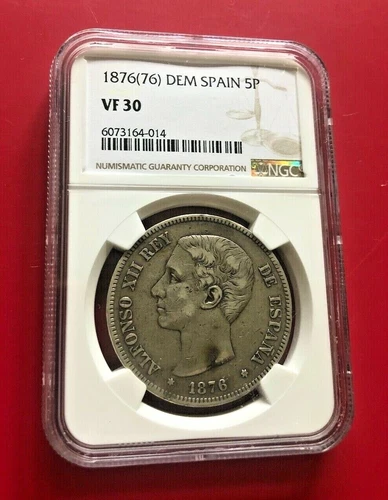 1876(76) DEM SPAIN 5P
VF 30
6073164-014
NUMISMATIC GUARANTY CORPORATION
NGC
ALFONSO XII REY DE ESPAÑA
* 1876 *